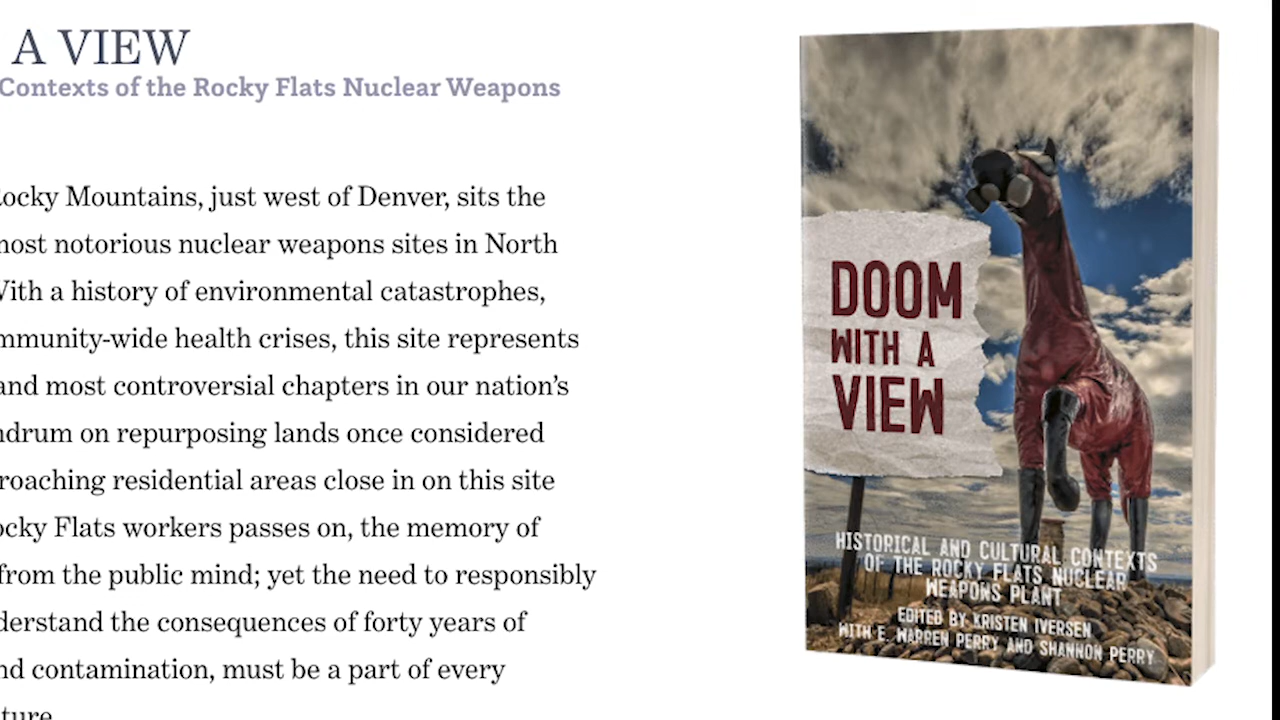 A VIEW
Contexts of the Rocky Flats Nuclear Weapons
Rocky Mountains, just west of Denver, sits the
most notorious nuclear weapons sites in North
With a history of environmental catastrophes,
mmunity-wide health crises, this site represents
and most controversial chapters in our nation’s
ndrum on repurposing lands once considered
roaching residential areas close in on this site
ocky Flats workers passes on, the memory of
from the public mind; yet the need to responsibly
derstand the consequences of forty years of
nd contamination, must be a part of every
ture.
DOOM
WITH A
VIEW
HISTORICAL AND CULTURAL CONTEXTS
OF THE ROCKY FLATS NUCLEAR
WEAPONS PLANT
EDITED BY KRISTEN IVERSEN
WITH E. WARREN PERRY AND SHANNON PERRY